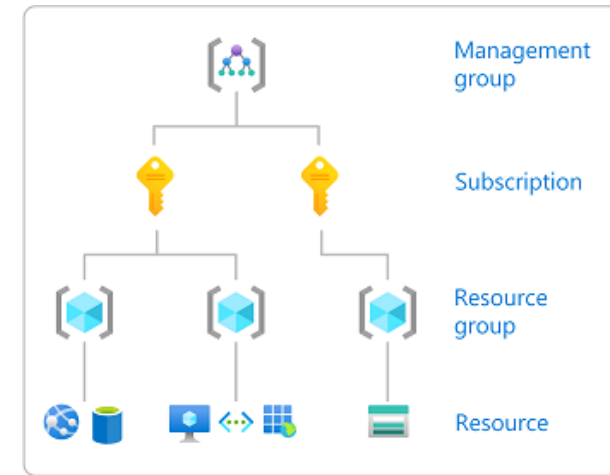 Management
group
Subscription
Resource
group
Resource